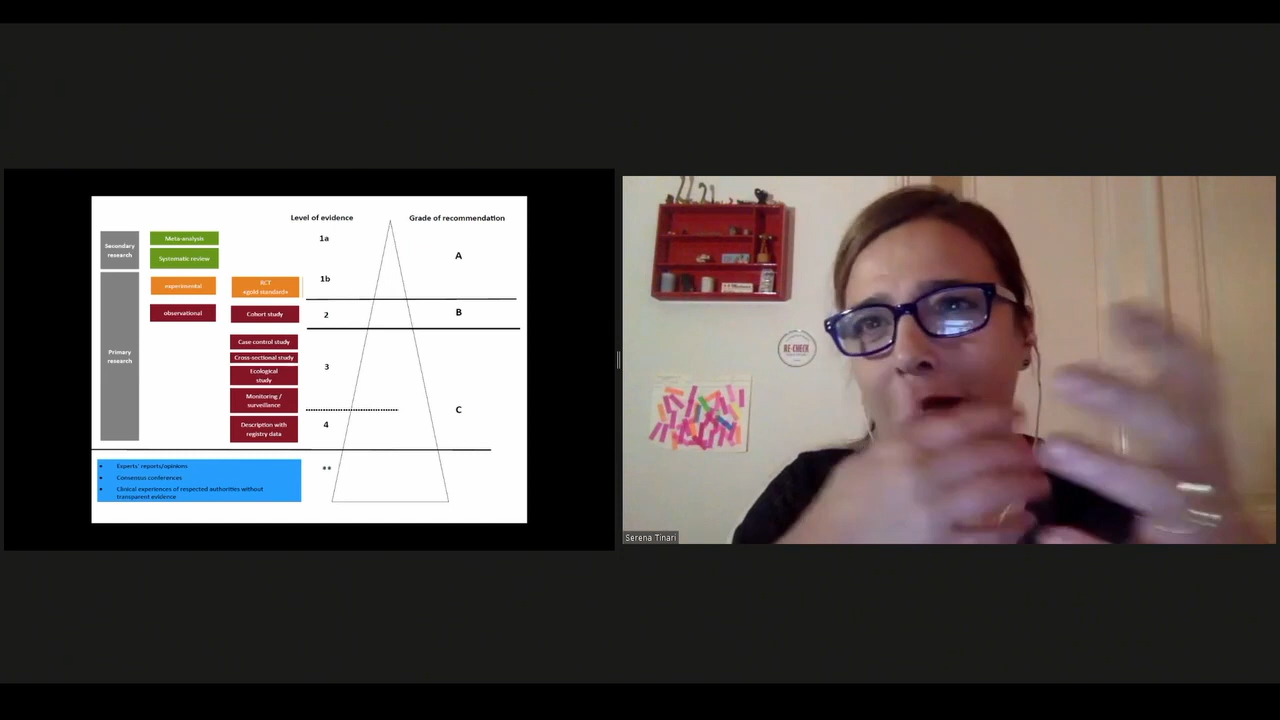 Level of evidence
Grade of recommendation
Secondary
research
Meta-analysis
Systematic review
1a
A
experimental
RCT
«gold standard»
1b
observational
Cohort study
2
B
Primary
research
Case control study
Cross-sectional study
Ecological
study
Monitoring /
surveillance
3
C
Description with
registry data
4
• Experts' reports/opinions
• Consensus conferences
• Clinical experiences of respected authorities without
transparent evidence
**
RE-CHECK
Serena Tinari